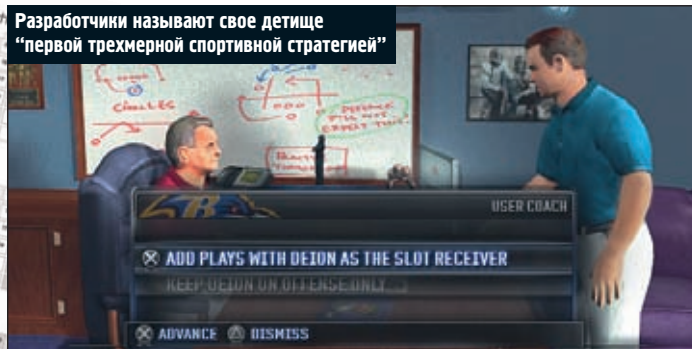 Разработчики называют свое детище
“первой трехмерной спортивной стратегией”
CIRCLES
USER COACH
ADD PLAYS WITH DEION AS THE SLOT RECEIVER
KEEP DEION ON OFFENSE ONLY
ADVANCE DISMISS